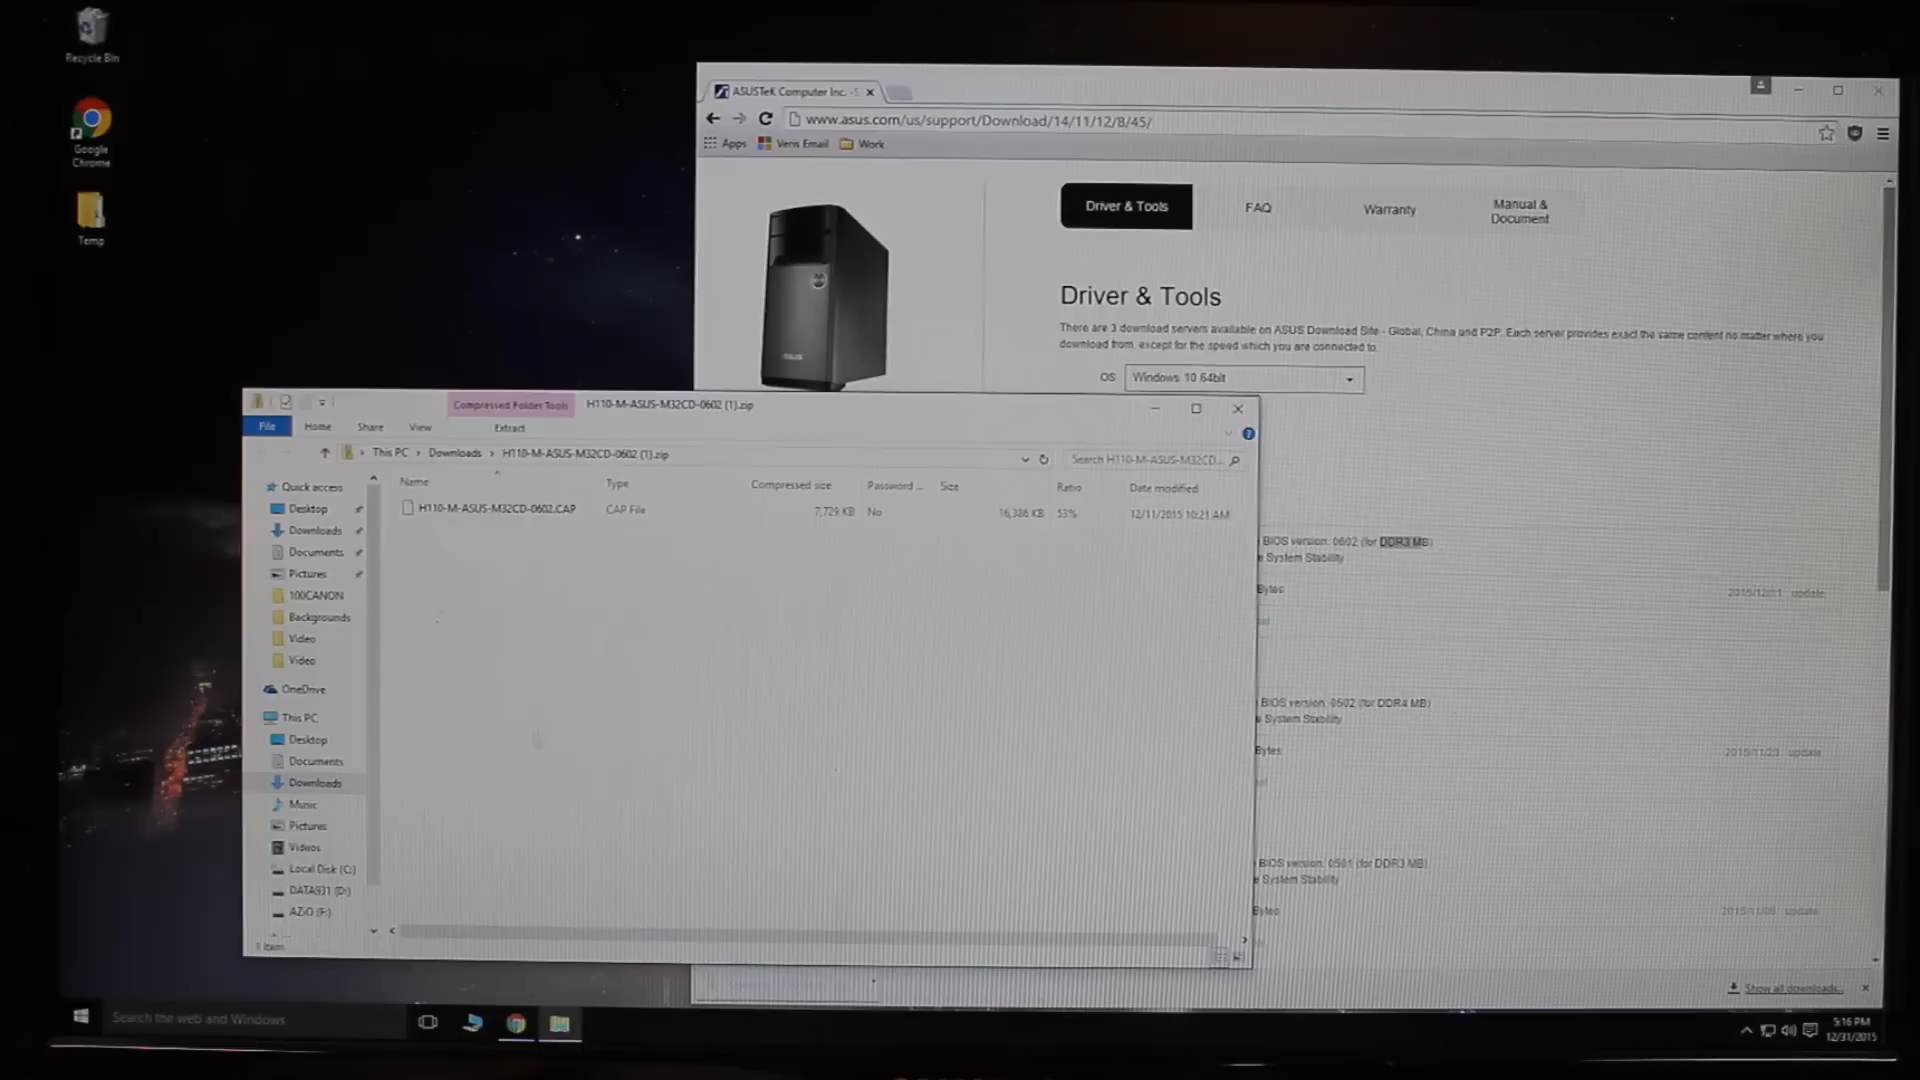 Recycle Bin
Google
Chrome
Temp
ASUSTeK Computer Inc. - S
www.asus.com/us/support/Download/14/11/12/8/45/
Apps
Veris Email
Work
ASUS
Driver & Tools
FAQ
Warranty
Manual &
Document
Driver & Tools
There are 3 download servers available on ASUS Download Site - Global, China and P2P. Each server provides exact the same content no matter where you
download from, except for the speed which you are connected to.
OS
Windows 10 64bit
Compressed Folder Tools
H110-M-ASUS-M32CD-0602 (1).zip
File
Home
Share
View
Extract
This PC
Downloads
H110-M-ASUS-M32CD-0602 (1).zip
Search H110-M-ASUS-M32CD...
Name
Type
Compressed size
Password ...
Size
Ratio
Date modified
H110-M-ASUS-M32CD-0602.CAP
CAP File
7,729 KB
No
16,386 KB
53%
12/11/2015 10:21 AM
Quick access
Desktop
Downloads
Documents
Pictures
100CANON
Backgrounds
Video
Video
OneDrive
This PC
Desktop
Documents
Downloads
Music
Pictures
Videos
Local Disk (C:)
DATA931 (D:)
AZIO (F:)
1 item
BIOS version: 0602 (for DDR3 MB)
e System Stability
Bytes
2015/12/11 update
BIOS version: 0502 (for DDR4 MB)
e System Stability
Bytes
2015/11/23 update
BIOS version: 0501 (for DDR3 MB)
e System Stability
Bytes
update
Show all downloads...
Search the web and Windows
5:16 PM
12/31/2015